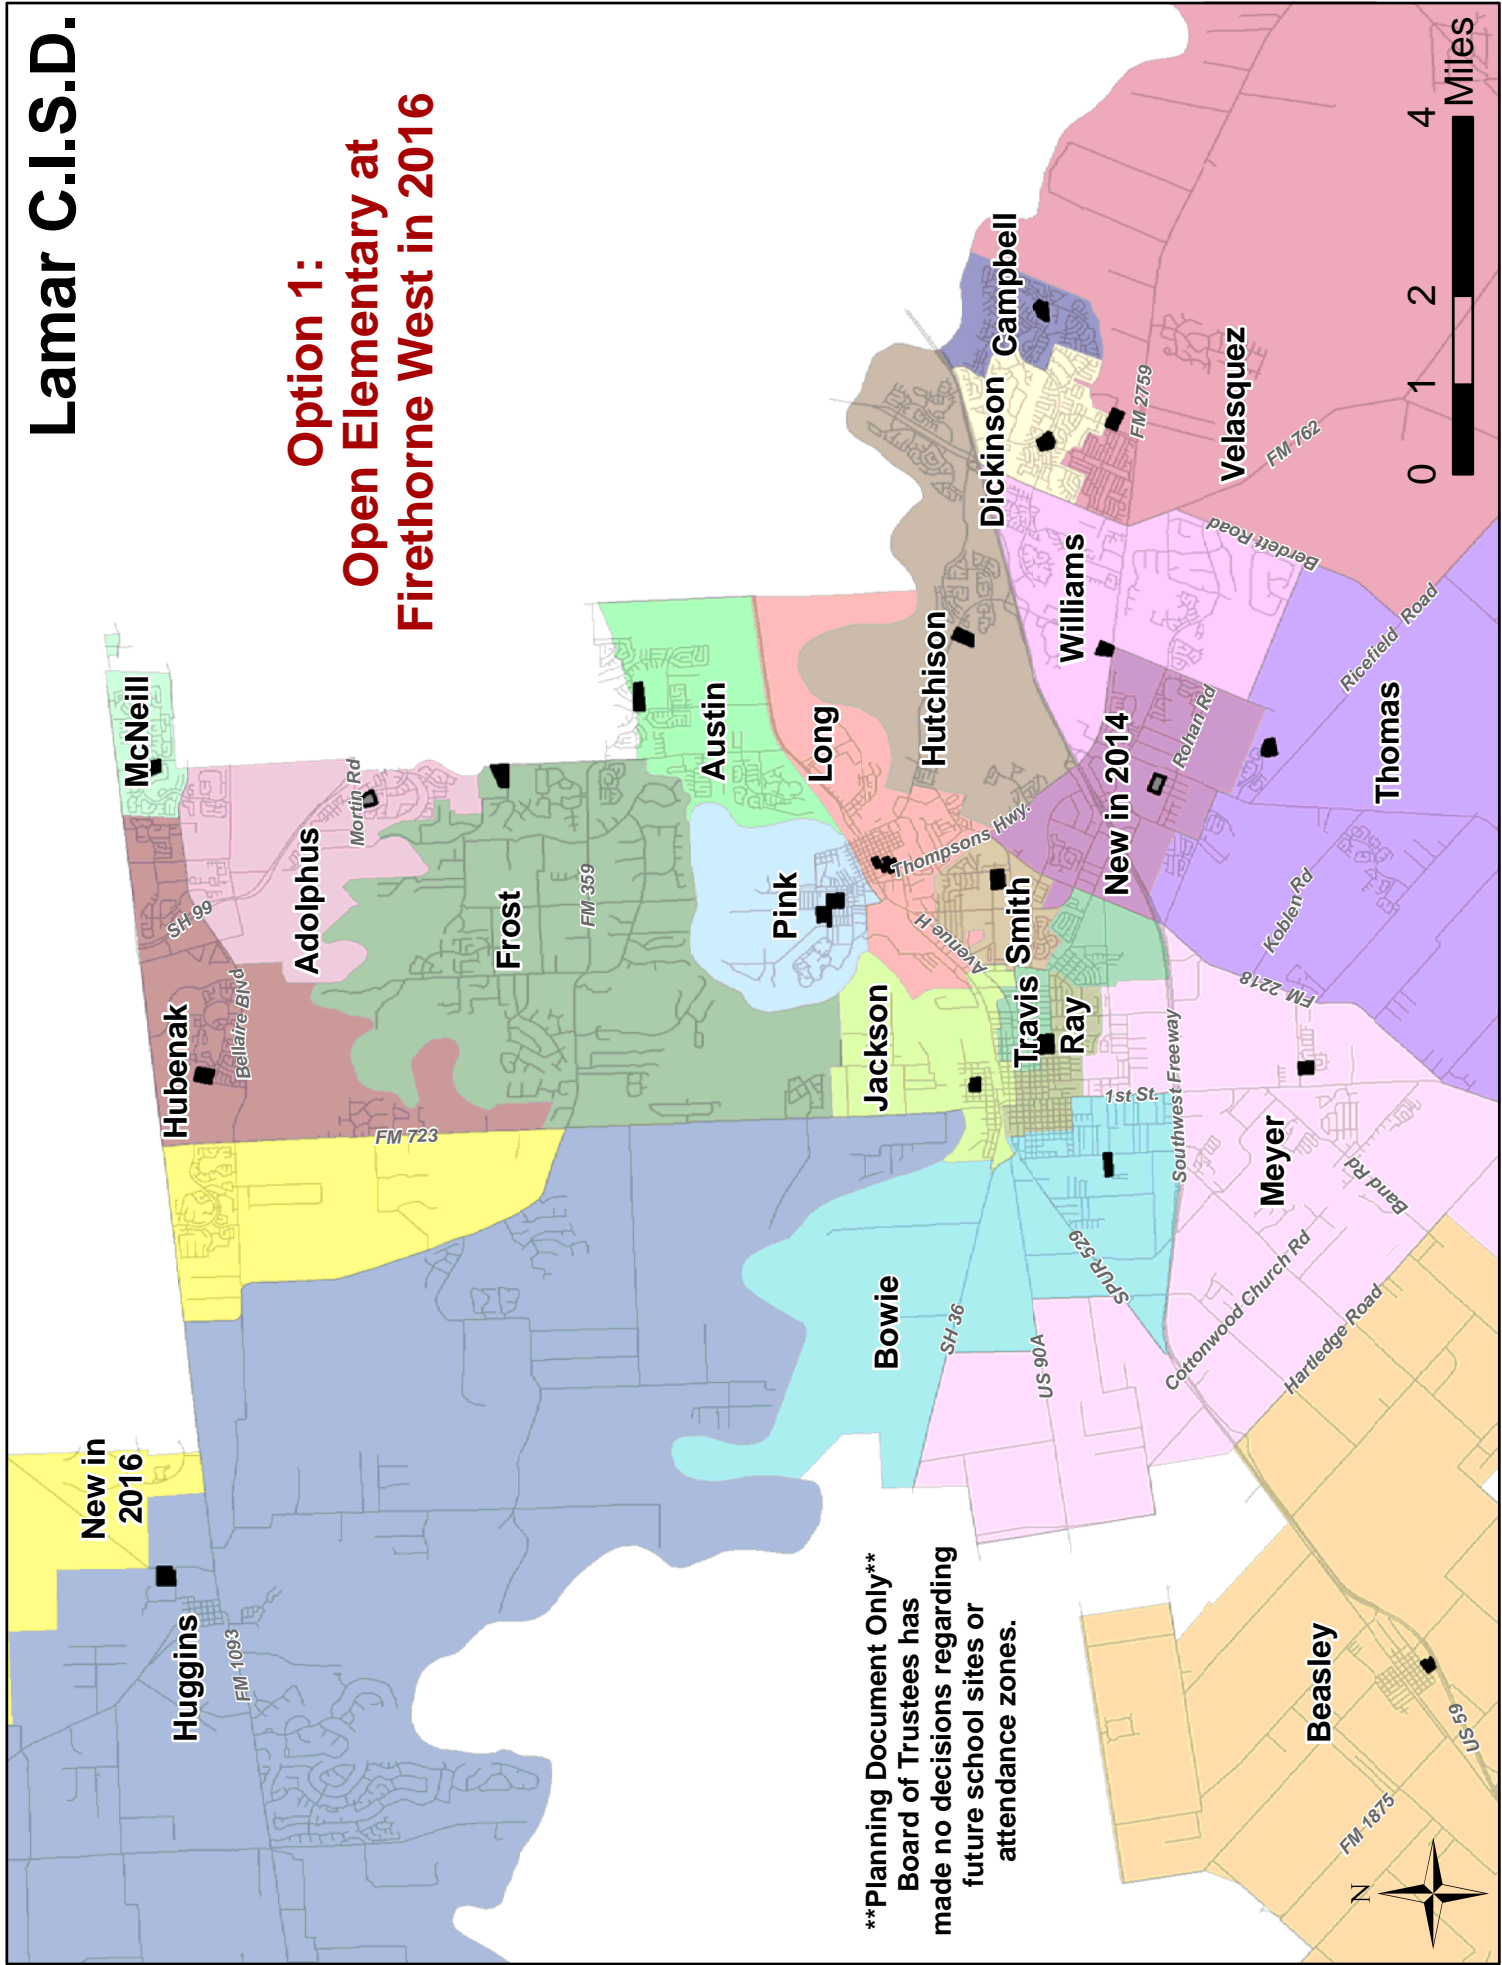 Lamar C.I.S.D.
Option 1:
Open Elementary at
Firethorne West in 2016
New in
2016
Huggins
FM 1093
Hubenak
Bellaire Blvd
SH 99
McNeill
Adolphus
Mortin Rd
FM 723
Frost
FM 359
Austin
Pink
Long
Jackson
Bowie
Hutchison
Thompsons Hwy.
Avenue H
SH 36
US 90A
Dickinson
Campbell
Smith
Travis
Ray
Williams
New in 2014
SPUR 529
1st St.
Southwest Freeway
FM 2759
Rohan Rd
Velasquez
FM 762
Berdett Road
Cottonwood Church Rd
Meyer
FM 2218
Koblen Rd
Thomas
Ricefield Road
Hartledge Road
Band Rd
Beasley
FM 1875
US 59
**Planning Document Only**
Board of Trustees has
made no decisions regarding
future school sites or
attendance zones.
N
0 1 2 4
Miles